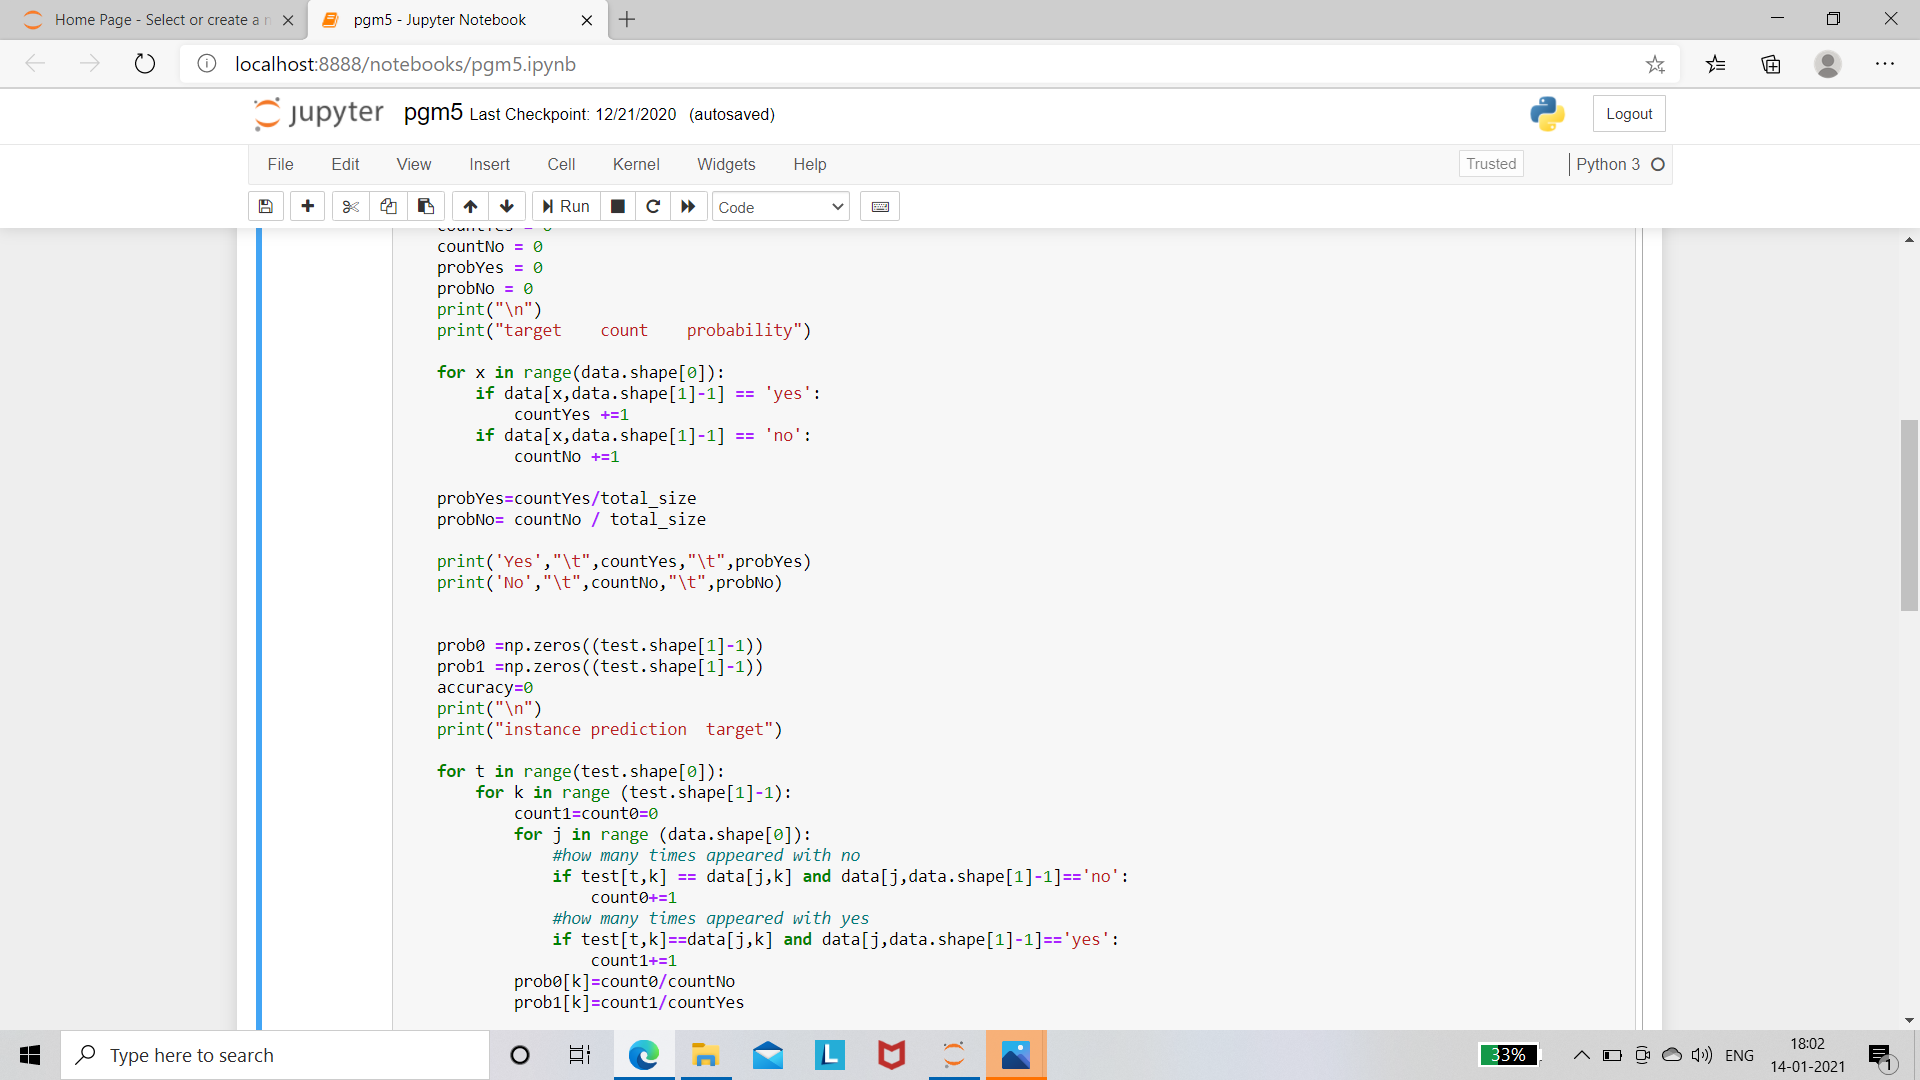 Home Page - Select or create a n
pgm5 - Jupyter Notebook
localhost:8888/notebooks/pgm5.ipynb
jupyter pgm5 Last Checkpoint: 12/21/2020 (autosaved)
Logout
File Edit View Insert Cell Kernel Widgets Help
Trusted
Python 3
Run
Code
countNo = 0
probYes = 0
probNo = 0
print("\n")
print("target    count    probability")
for x in range(data.shape[0]):
    if data[x,data.shape[1]-1] == 'yes':
        countYes +=1
    if data[x,data.shape[1]-1] == 'no':
        countNo +=1
probYes=countYes/total_size
probNo= countNo / total_size
print('Yes',"\t",countYes,"\t",probYes)
print('No',"\t",countNo,"\t",probNo)
prob0 =np.zeros((test.shape[1]-1))
prob1 =np.zeros((test.shape[1]-1))
accuracy=0
print("\n")
print("instance prediction  target")
for t in range(test.shape[0]):
    for k in range (test.shape[1]-1):
        count1=count0=0
        for j in range (data.shape[0]):
            #how many times appeared with no
            if test[t,k] == data[j,k] and data[j,data.shape[1]-1]=='no':
                count0+=1
            #how many times appeared with yes
            if test[t,k]==data[j,k] and data[j,data.shape[1]-1]=='yes':
                count1+=1
        prob0[k]=count0/countNo
        prob1[k]=count1/countYes
Type here to search
L
33%
ENG
18:02
14-01-2021
1